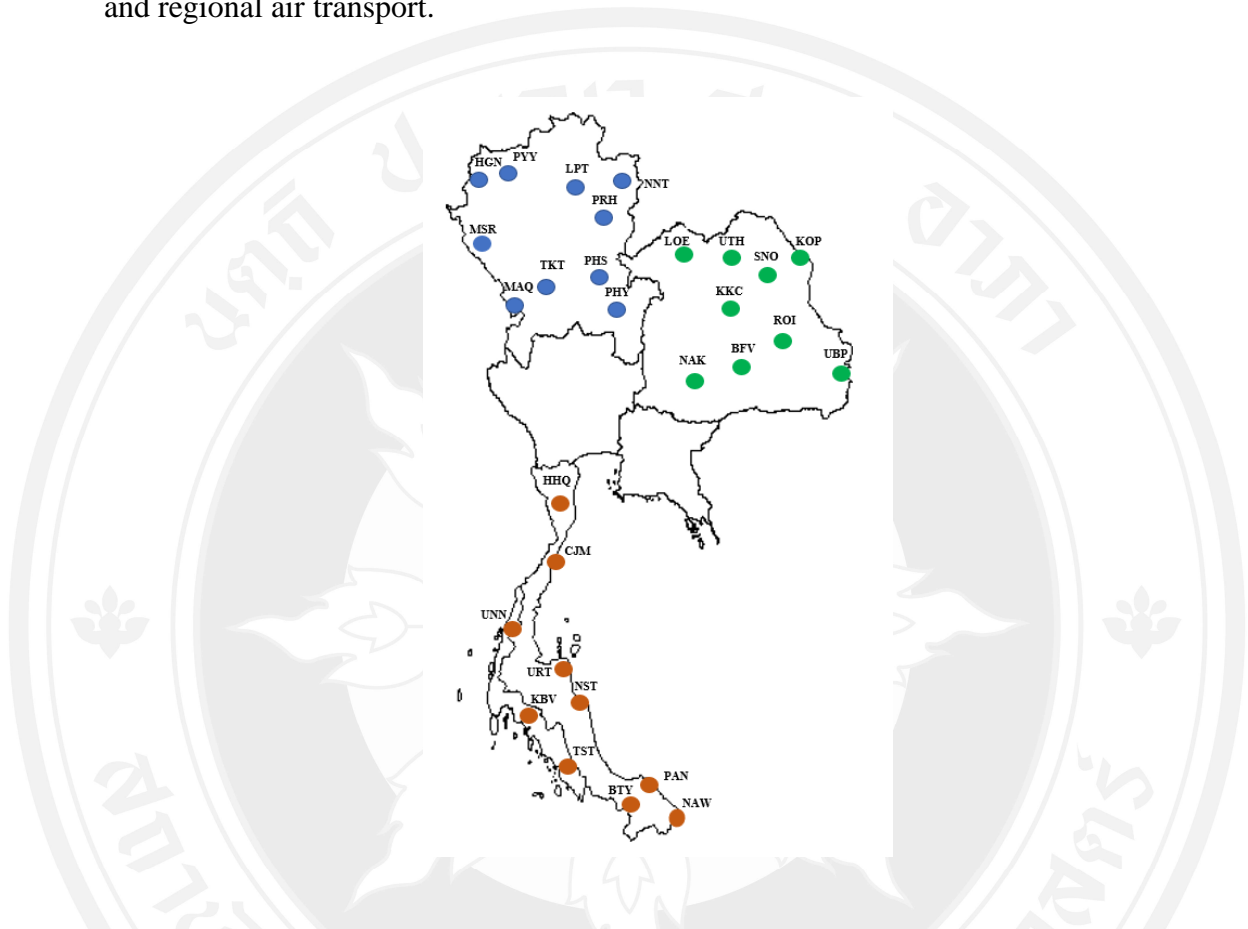 and regional air transport.
HGN
PYY
LPT
NNT
PRH
MSR
TKT
PHS
MAQ
PHY
LOE
UTH
KOP
SNO
KKC
ROI
BFV
NAK
UBP
HHQ
CJM
UNN
URT
NST
KBV
TST
PAN
BTY
NAW